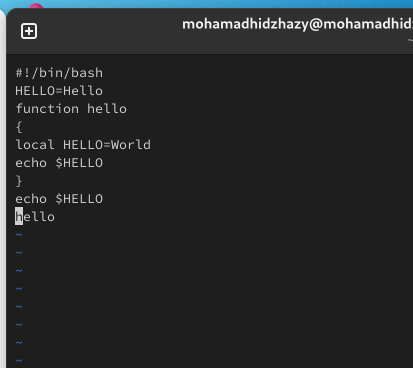 mohamadhidzhazy@mohamadhid
~
#!/bin/bash
HELLO=Hello
function hello
{
local HELLO=World
echo $HELLO
}
echo $HELLO
hello
~
~
~
~
~
~
~
~